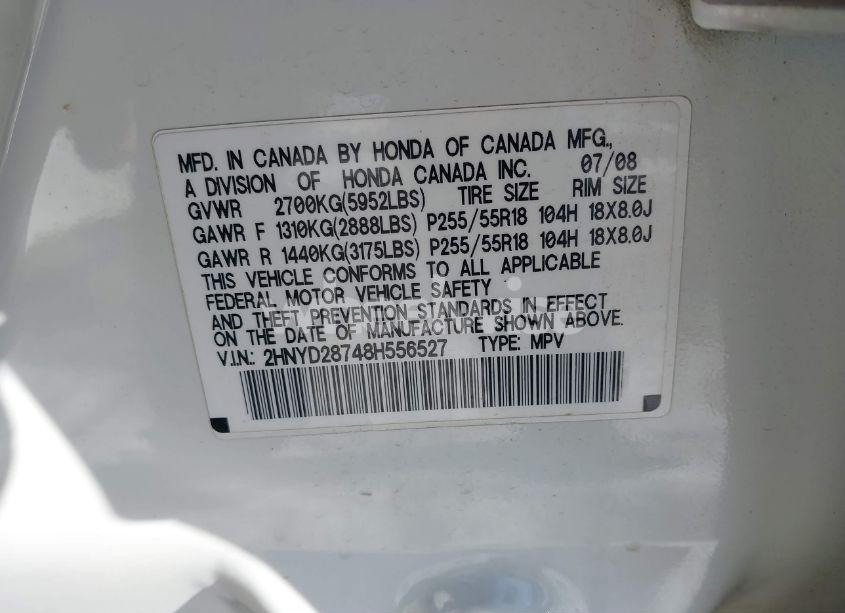 MFD. IN CANADA BY HONDA OF CANADA MFG.,
A DIVISION OF HONDA CANADA INC. 07/08
GVWR 2700KG(5952LBS) TIRE SIZE RIM SIZE
GAWR F 1310KG(2888LBS) P255/55R18 104H 18X8.0J
GAWR R 1440KG(3175LBS) P255/55R18 104H 18X8.0J
THIS VEHICLE CONFORMS TO ALL APPLICABLE
FEDERAL MOTOR VEHICLE SAFETY
AND THEFT PREVENTION STANDARDS IN EFFECT
ON THE DATE OF MANUFACTURE SHOWN ABOVE.
V.I.N.: 2HNYD28748H556527 TYPE: MPV